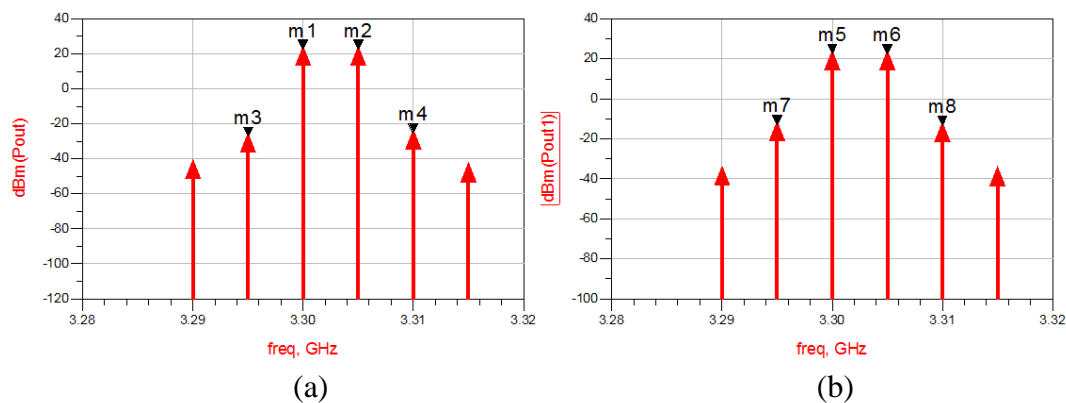 40
20
0
-20
-40
-60
-80
-100
-120
dBm(Pout)
m1 m2
m3
m4
3.28 3.29 3.30 3.31 3.32
freq, GHz
(a)
40
20
0
-20
-40
-60
-80
-100
dBm(Pout1)
m5 m6
m7
m8
3.28 3.29 3.30 3.31 3.32
freq, GHz
(b)